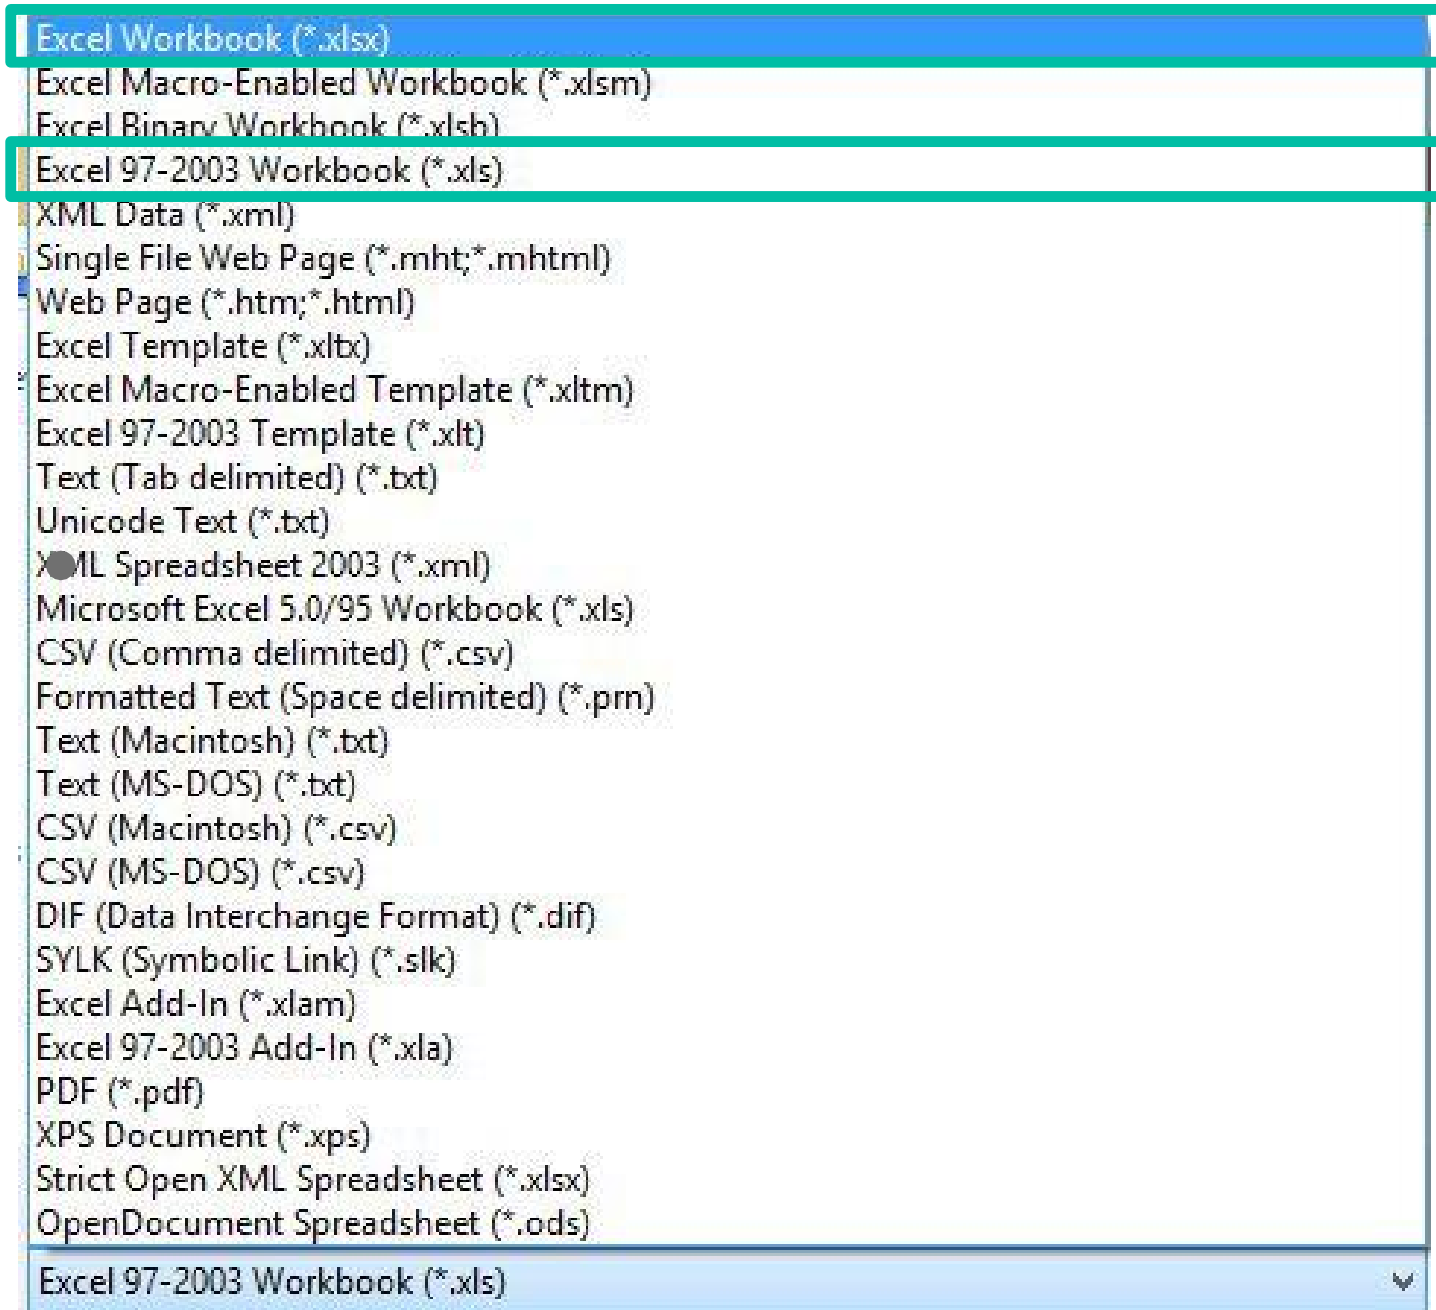 Excel Workbook (*.xlsx)
Excel Macro-Enabled Workbook (*.xlsm)
Excel Binary Workbook (*.xlsb)
Excel 97-2003 Workbook (*.xls)
XML Data (*.xml)
Single File Web Page (*.mht;*.mhtml)
Web Page (*.htm;*.html)
Excel Template (*.xltx)
Excel Macro-Enabled Template (*.xltm)
Excel 97-2003 Template (*.xlt)
Text (Tab delimited) (*.txt)
Unicode Text (*.txt)
XML Spreadsheet 2003 (*.xml)
Microsoft Excel 5.0/95 Workbook (*.xls)
CSV (Comma delimited) (*.csv)
Formatted Text (Space delimited) (*.prn)
Text (Macintosh) (*.txt)
Text (MS-DOS) (*.txt)
CSV (Macintosh) (*.csv)
CSV (MS-DOS) (*.csv)
DIF (Data Interchange Format) (*.dif)
SYLK (Symbolic Link) (*.slk)
Excel Add-In (*.xlam)
Excel 97-2003 Add-In (*.xla)
PDF (*.pdf)
XPS Document (*.xps)
Strict Open XML Spreadsheet (*.xlsx)
OpenDocument Spreadsheet (*.ods)
Excel 97-2003 Workbook (*.xls)